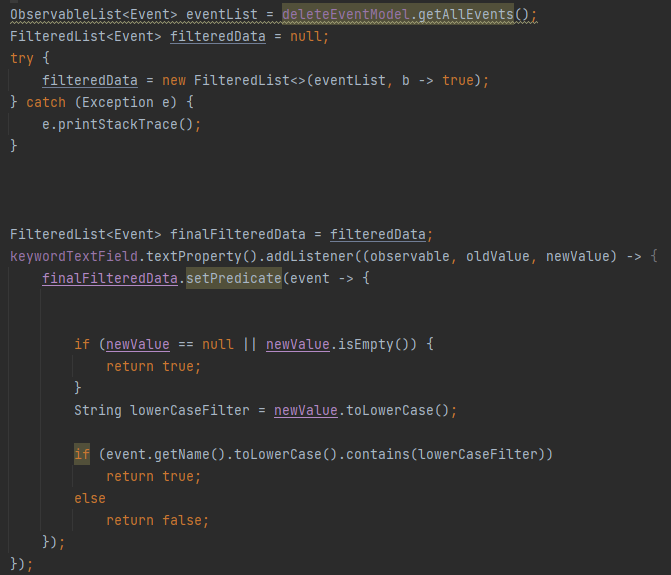 ObservableList<Event> eventList = deleteEventModel.getAllEvents();
FilteredList<Event> filteredData = null;
try {
    filteredData = new FilteredList<>(eventList, b -> true);
} catch (Exception e) {
    e.printStackTrace();
}
FilteredList<Event> finalFilteredData = filteredData;
keywordTextField.textProperty().addListener((observable, oldValue, newValue) -> {
    finalFilteredData.setPredicate(event -> {
        if (newValue == null || newValue.isEmpty()) {
            return true;
        }
        String lowerCaseFilter = newValue.toLowerCase();
        if (event.getName().toLowerCase().contains(lowerCaseFilter))
            return true;
        else
            return false;
    });
});